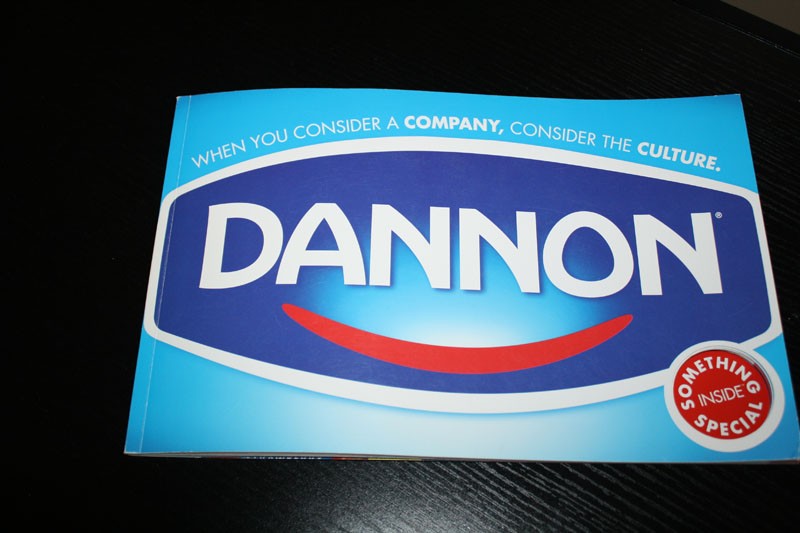 WHEN YOU CONSIDER A COMPANY, CONSIDER THE CULTURE.
DANNON®
SOMETHING
INSIDE
SPECIAL